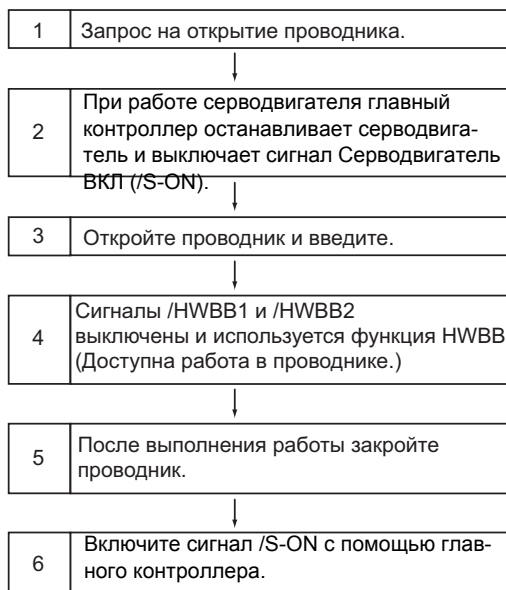 1 Запрос на открытие проводника.
При работе серводвигателя главный
контроллер останавливает серводвига-
2 тель и выключает сигнал Серводвигатель
ВКЛ (/S-ON).
3 Откройте проводник и введите.
Сигналы /HWBB1 и /HWBB2
4 выключены и используется функция HWBB
(Доступна работа в проводнике.)
5 После выполнения работы закройте
проводник.
6 Включите сигнал /S-ON с помощью глав-
ного контроллера.